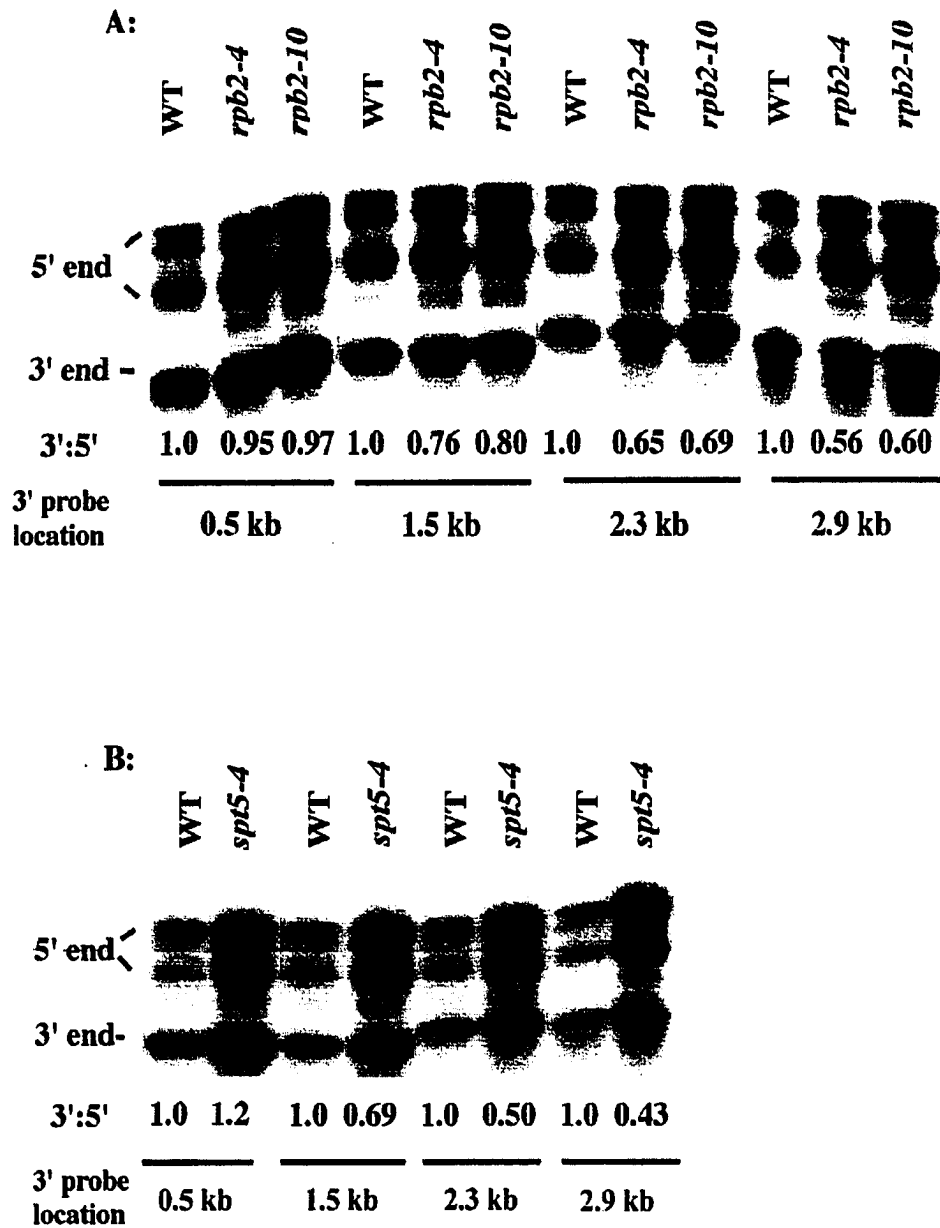 A:
WT rpb2-4 rpb2-10 WT rpb2-4 rpb2-10 WT rpb2-4 rpb2-10 WT rpb2-4 rpb2-10
5' end
3' end -
3':5' 1.0 0.95 0.97 1.0 0.76 0.80 1.0 0.65 0.69 1.0 0.56 0.60
3' probe
location
0.5 kb 1.5 kb 2.3 kb 2.9 kb
B:
WT spt5-4 WT spt5-4 WT spt5-4 WT spt5-4
5' end
3' end-
3':5' 1.0 1.2 1.0 0.69 1.0 0.50 1.0 0.43
3' probe
location
0.5 kb 1.5 kb 2.3 kb 2.9 kb